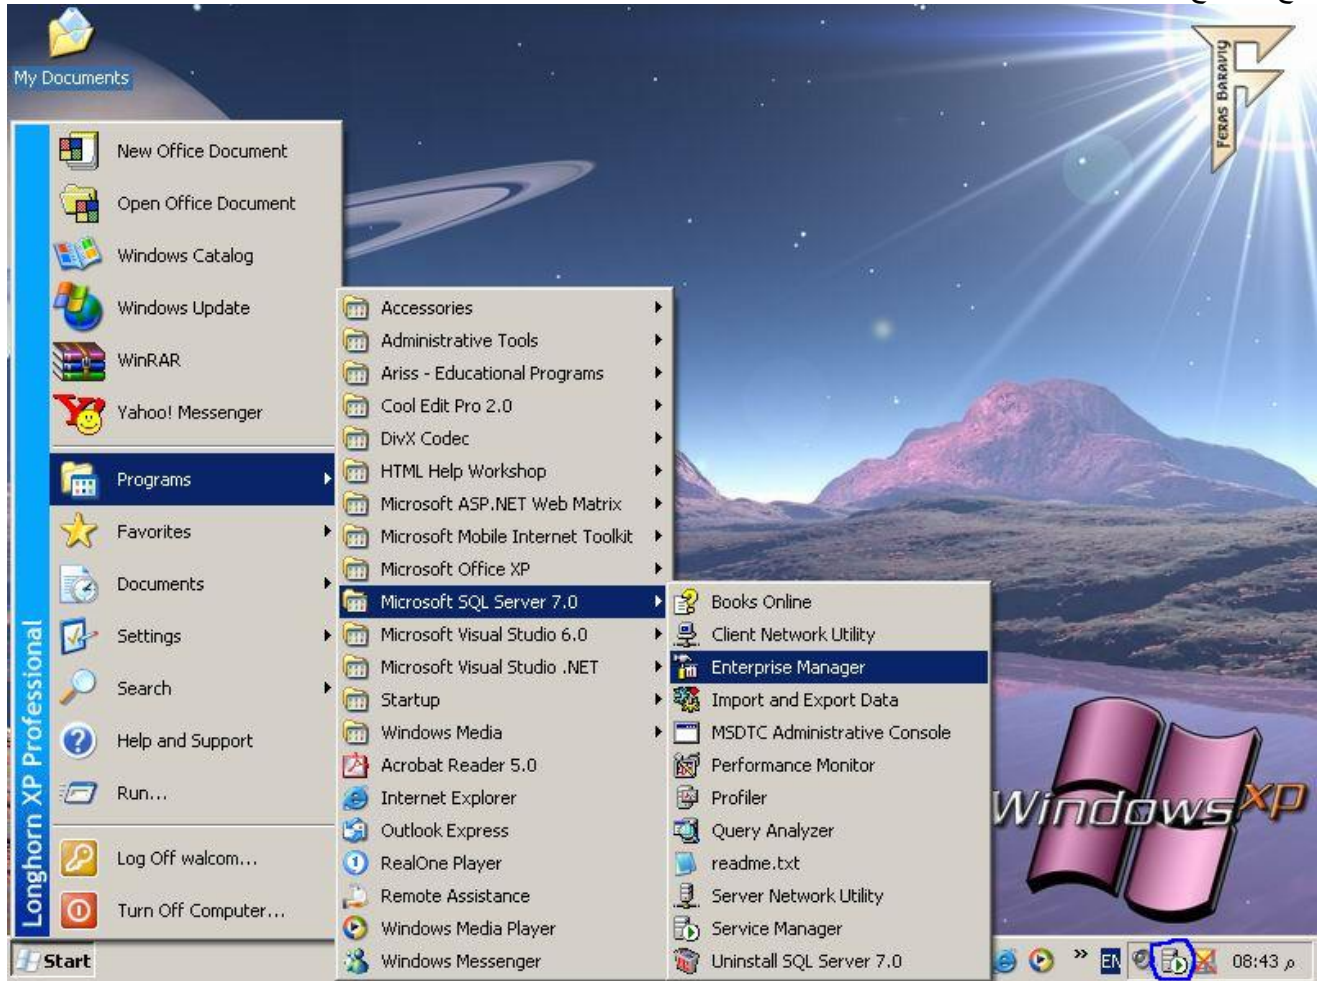 My Documents
FERAS BARAVIG
New Office Document
Open Office Document
Windows Catalog
Windows Update
WinRAR
Yahoo! Messenger
Programs
Favorites
Documents
Settings
Search
Help and Support
Run...
Log Off walcom...
Turn Off Computer...
Longhorn XP Professional
Accessories
Administrative Tools
Ariss - Educational Programs
Cool Edit Pro 2.0
DivX Codec
HTML Help Workshop
Microsoft ASP.NET Web Matrix
Microsoft Mobile Internet Toolkit
Microsoft Office XP
Microsoft SQL Server 7.0
Microsoft Visual Studio 6.0
Microsoft Visual Studio .NET
Startup
Windows Media
Acrobat Reader 5.0
Internet Explorer
Outlook Express
RealOne Player
Remote Assistance
Windows Media Player
Windows Messenger
Books Online
Client Network Utility
Enterprise Manager
Import and Export Data
MSDTC Administrative Console
Performance Monitor
Profiler
Query Analyzer
readme.txt
Server Network Utility
Service Manager
Uninstall SQL Server 7.0
Windows xp
Start
» EN 08:43 م